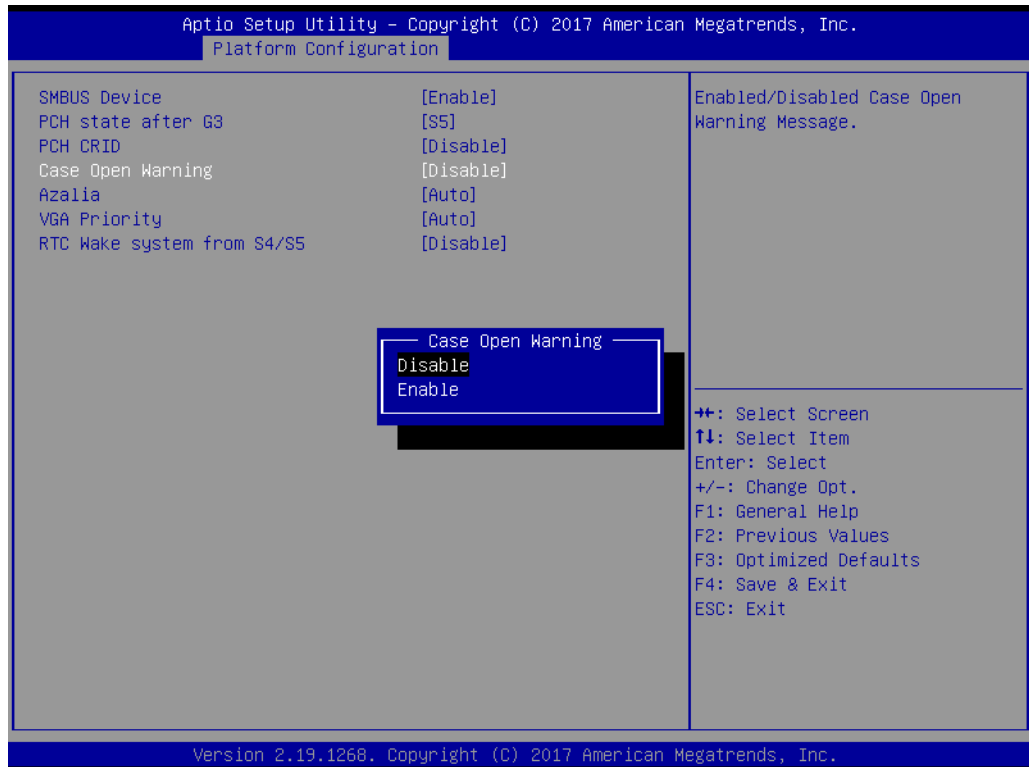 Aptio Setup Utility – Copyright (C) 2017 American Megatrends, Inc.
Platform Configuration
SMBUS Device [Enable]
PCH state after G3 [S5]
PCH CRID [Disable]
Case Open Warning [Disable]
Azalia [Auto]
VGA Priority [Auto]
RTC Wake system from S4/S5 [Disable]
Enabled/Disabled Case Open
Warning Message.
Case Open Warning
Disable
Enable
→←: Select Screen
↑↓: Select Item
Enter: Select
+/-: Change Opt.
F1: General Help
F2: Previous Values
F3: Optimized Defaults
F4: Save & Exit
ESC: Exit
Version 2.19.1268. Copyright (C) 2017 American Megatrends, Inc.